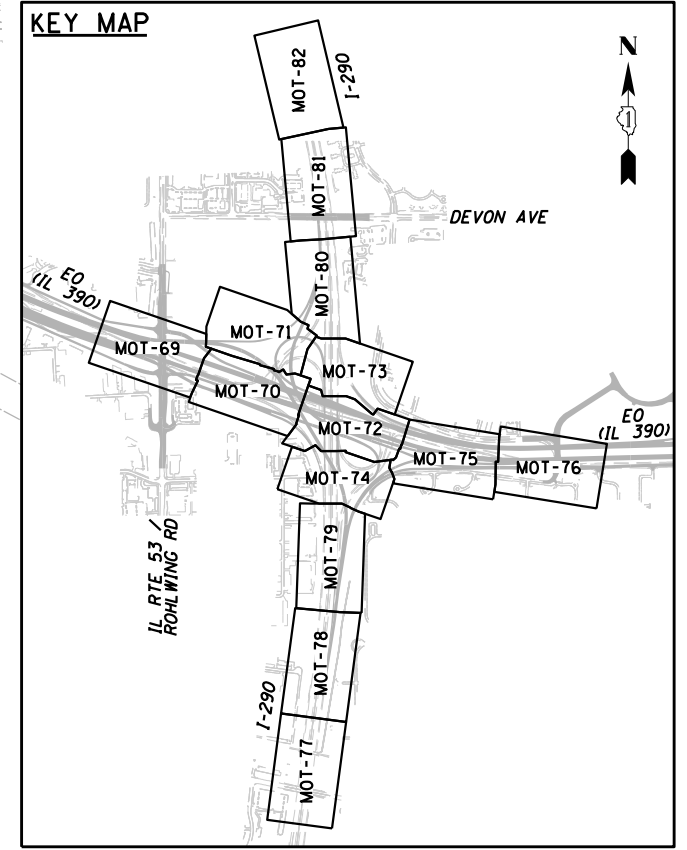 KEY MAP
N
1
MOT-82
I-290
MOT-81
DEVON AVE
MOT-80
EO
(IL 390)
MOT-71
MOT-69
MOT-73
MOT-70
MOT-72
EO
(IL 390)
MOT-75
MOT-76
MOT-74
IL RTE 53 /
ROHLWING RD
MOT-79
MOT-78
I-290
MOT-77